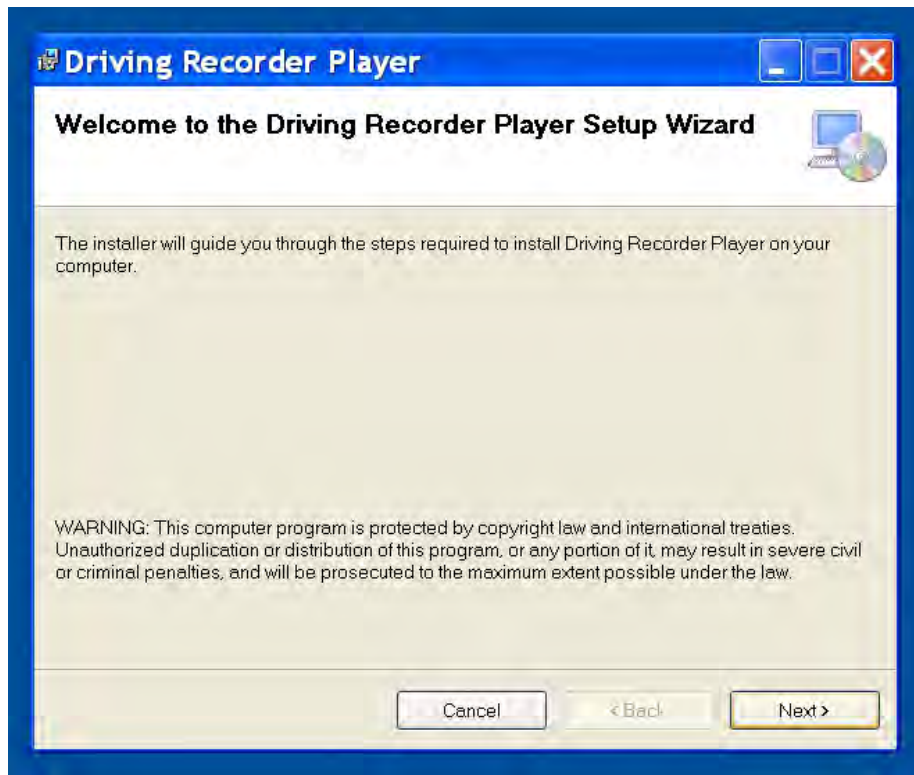 Driving Recorder Player
Welcome to the Driving Recorder Player Setup Wizard
The installer will guide you through the steps required to install Driving Recorder Player on your
computer.
WARNING: This computer program is protected by copyright law and international treaties.
Unauthorized duplication or distribution of this program, or any portion of it, may result in severe civil
or criminal penalties, and will be prosecuted to the maximum extent possible under the law.
Cancel < Back Next >